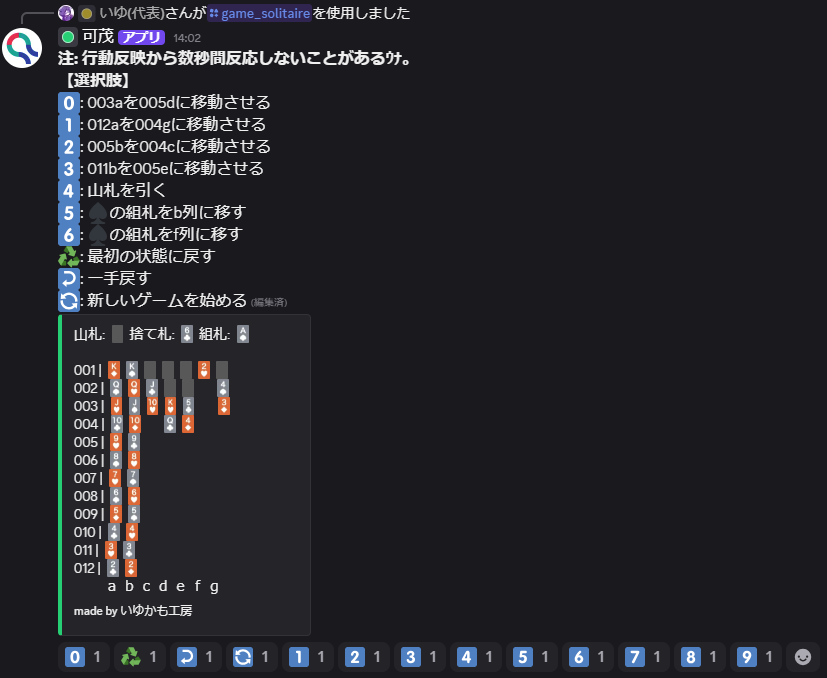 いゆ(代表)さんが game_solitaire を使用しました
可茂 アプリ 14:02
注: 行動反映から数秒間反応しないことがあるｳｹ。
【選択肢】
0: 003aを005dに移動させる
1: 012aを004gに移動させる
2: 005bを004cに移動させる
3: 011bを005eに移動させる
4: 山札を引く
5: ♠の組札をb列に移す
6: ♠の組札をf列に移す
♻: 最初の状態に戻す
: 一手戻す
: 新しいゲームを始める (編集済)
山札: 捨て札: 6 組札: A
001| K K 2
002| Q Q J 4
003| J J 10 K 5 3
004| 10 10 Q 4
005| 9 9
006| 8 8
007| 7 7
008| 6 6
009| 5 5
010| 4 4
011| 3 3
012| 2 2
a b c d e f g
made by いゆかも工房
0 1 1 1 1 1 1 2 1 3 1 4 1 5 1 6 1 7 1 8 1 9 1